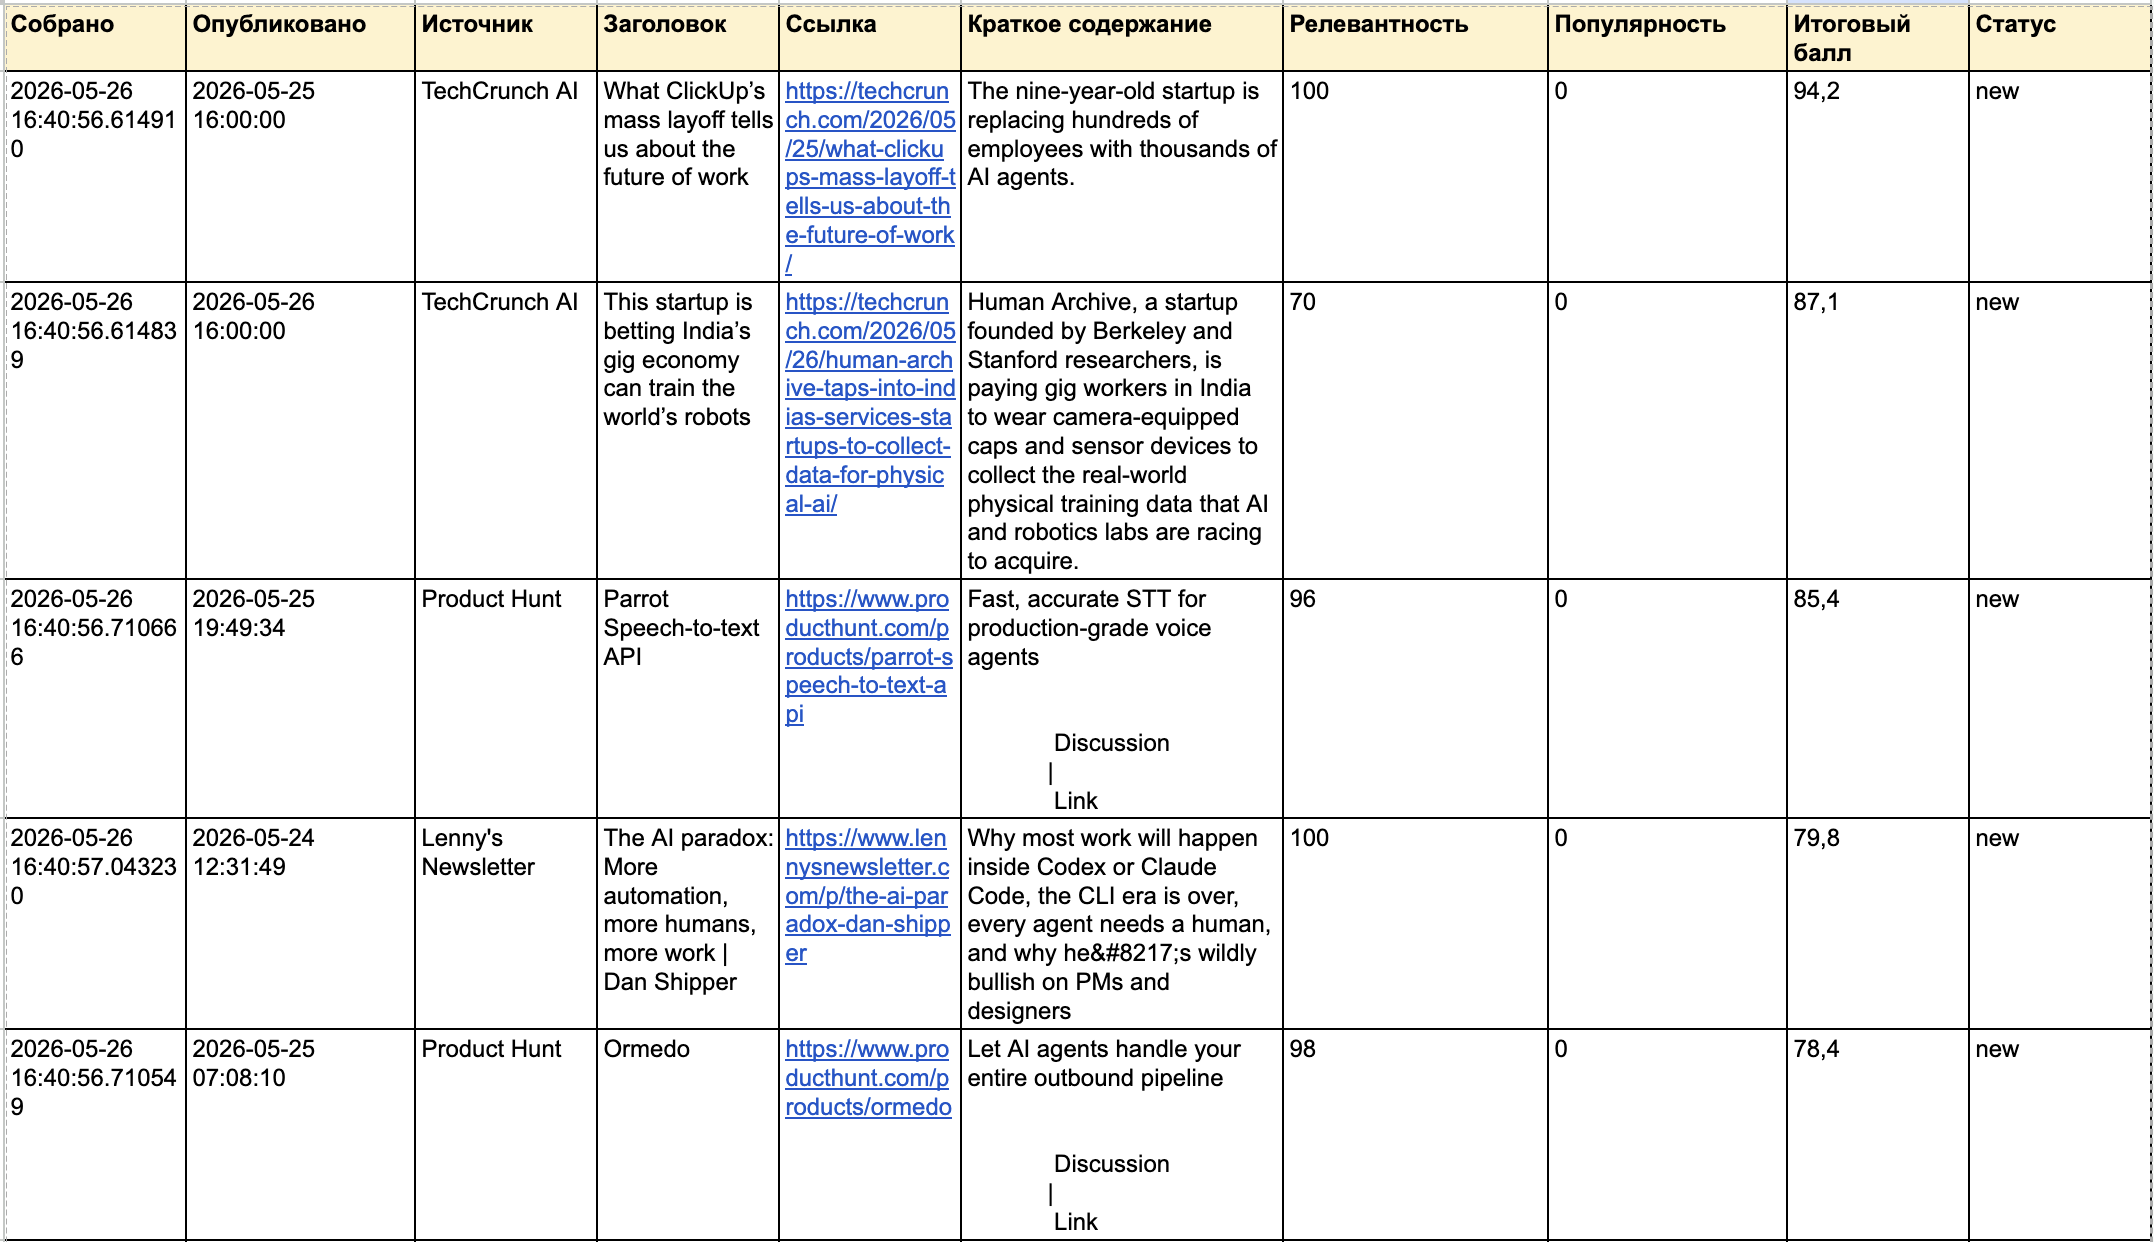 Собрано
Опубликовано
Источник
Заголовок
Ссылка
Краткое содержание
Релевантность
Популярность
Итоговый
балл
Статус
2026-05-26
16:40:56.61491
0
2026-05-25
16:00:00
TechCrunch AI
What ClickUp’s
mass layoff tells
us about the
future of work
https://techcrun
ch.com/2026/05
/25/what-clicku
ps-mass-layoff-t
ells-us-about-th
e-future-of-work
/
The nine-year-old startup is
replacing hundreds of
employees with thousands of
AI agents.
100
0
94,2
new
2026-05-26
16:40:56.61483
9
2026-05-26
16:00:00
TechCrunch AI
This startup is
betting India’s
gig economy
can train the
world’s robots
https://techcrun
ch.com/2026/05
/26/human-arch
ive-taps-into-ind
ias-services-sta
rtups-to-collect-
data-for-physic
al-ai/
Human Archive, a startup
founded by Berkeley and
Stanford researchers, is
paying gig workers in India
to wear camera-equipped
caps and sensor devices to
collect the real-world
physical training data that AI
and robotics labs are racing
to acquire.
70
0
87,1
new
2026-05-26
16:40:56.71066
6
2026-05-25
19:49:34
Product Hunt
Parrot
Speech-to-text
API
https://www.pro
ducthunt.com/p
roducts/parrot-s
peech-to-text-a
pi
Fast, accurate STT for
production-grade voice
agents
Discussion
|
Link
96
0
85,4
new
2026-05-26
16:40:57.04323
0
2026-05-24
12:31:49
Lenny's
Newsletter
The AI paradox:
More
automation,
more humans,
more work |
Dan Shipper
https://www.len
nysnewsletter.c
om/p/the-ai-par
adox-dan-shipp
er
Why most work will happen
inside Codex or Claude
Code, the CLI era is over,
every agent needs a human,
and why he&#8217;s wildly
bullish on PMs and
designers
100
0
79,8
new
2026-05-26
16:40:56.71054
9
2026-05-25
07:08:10
Product Hunt
Ormedo
https://www.pro
ducthunt.com/p
roducts/ormedo
Let AI agents handle your
entire outbound pipeline
Discussion
|
Link
98
0
78,4
new